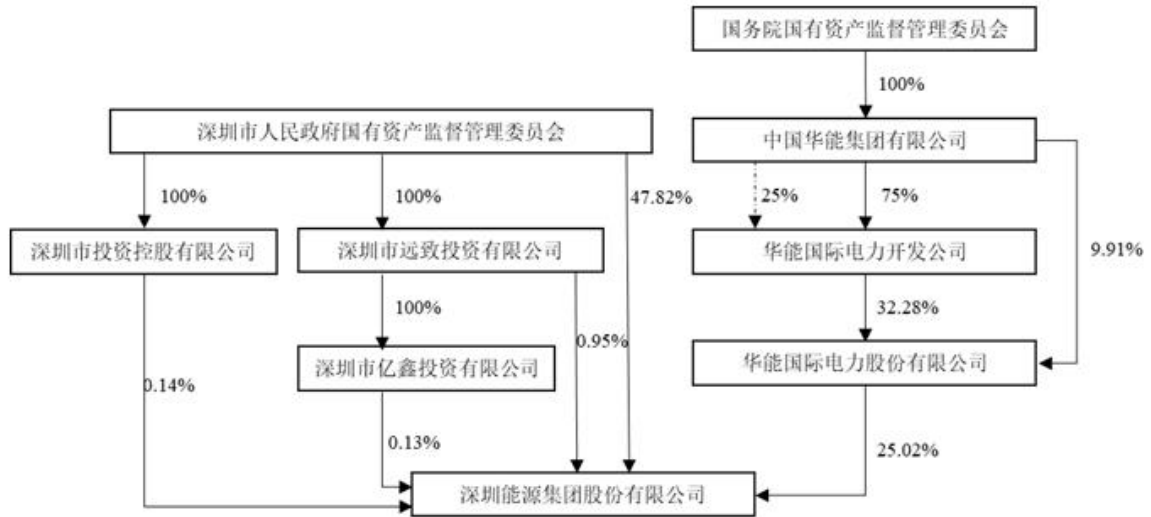 国务院国有资产监督管理委员会
100%
深圳市人民政府国有资产监督管理委员会
中国华能集团有限公司
100%
100%
47.82%
25%
75%
深圳市投资控股有限公司
深圳市远致投资有限公司
华能国际电力开发公司
9.91%
100%
32.28%
0.95%
深圳市亿鑫投资有限公司
华能国际电力股份有限公司
0.14%
0.13%
25.02%
深圳能源集团股份有限公司